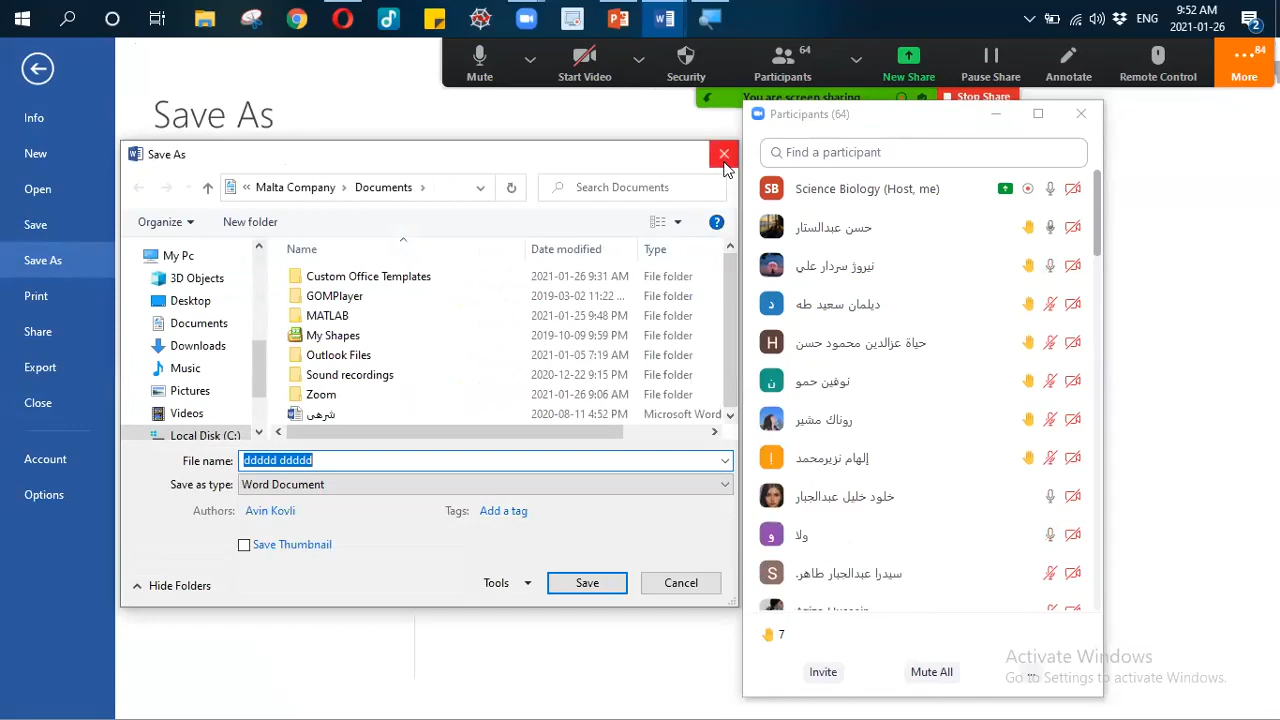 9:52 AM
ENG
2021-01-26
2
64
84
Mute
Start Video
Security
Participants
New Share
Pause Share
Annotate
Remote Control
More
You are screen sharing
Stop Share
Info
New
Open
Save
Save As
Print
Share
Export
Close
Account
Options
Save As
Save As
Malta Company
Documents
Search Documents
Organize
New folder
Name
Date modified
Type
My Pc
3D Objects
Desktop
Documents
Downloads
Music
Pictures
Videos
Local Disk (C:)
Custom Office Templates 2021-01-26 9:31 AM File folder
GOMPlayer 2019-03-02 11:22 ... File folder
MATLAB 2021-01-25 9:48 PM File folder
My Shapes 2019-10-09 9:59 PM File folder
Outlook Files 2021-01-05 7:19 AM File folder
Sound recordings 2020-12-22 9:15 PM File folder
Zoom 2021-01-26 9:06 AM File folder
شرهى 2020-08-11 4:52 PM Microsoft Word
File name: ddddd ddddd
Save as type: Word Document
Authors: Avin Kovli
Tags: Add a tag
Save Thumbnail
Hide Folders
Tools
Save
Cancel
Participants (64)
Find a participant
SB Science Biology (Host, me)
حسن عبدالستار
نيروز سردار علي
د ديلمان سعيد طه
H حياة عزالدين محمود حسن
ن نوفين حمو
روناك مشير
إ إلهام نزيرمحمد
خلود خليل عبدالجبار
و ولا
S سيدرا عبدالجبار طاهر.
7
Invite
Mute All
...
Activate Windows
Go to Settings to activate Windows.